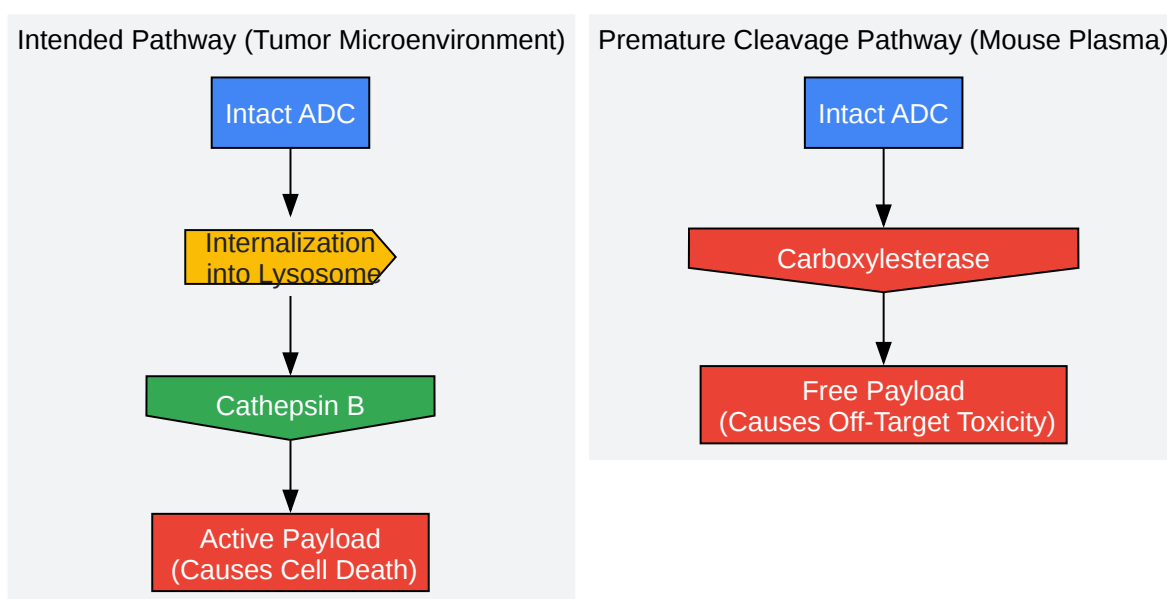 Intended Pathway (Tumor Microenvironment)
Intact ADC
Internalization
into Lysosome
Cathepsin B
Active Payload
(Causes Cell Death)
Premature Cleavage Pathway (Mouse Plasma)
Intact ADC
Carboxylesterase
Free Payload
(Causes Off-Target Toxicity)